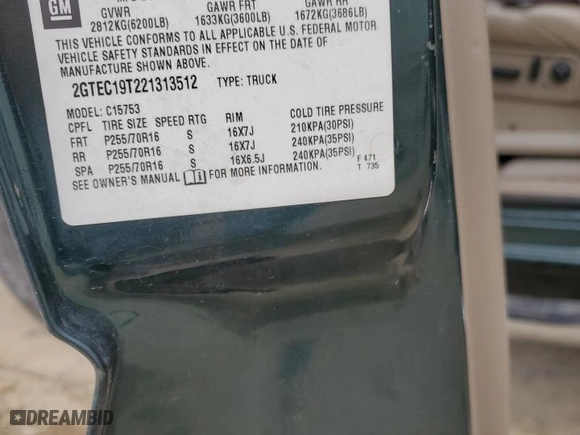 GM
GVWR GAWR FRT GAWR RR
2812KG(6200LB) 1633KG(3600LB) 1672KG(3686LB)
THIS VEHICLE CONFORMS TO ALL APPLICABLE U.S. FEDERAL MOTOR
VEHICLE SAFETY STANDARDS IN EFFECT ON THE DATE OF
MANUFACTURE SHOWN ABOVE.
2GTEC19T221313512 TYPE: TRUCK
MODEL: C15753
CPFL TIRE SIZE SPEED RTG RIM COLD TIRE PRESSURE
FRT P255/70R16 S 16X7J 210KPA(30PSI)
RR P255/70R16 S 16X7J 240KPA(35PSI)
SPA P255/70R16 S 16X6.5J 240KPA(35PSI)
SEE OWNER'S MANUAL FOR MORE INFORMATION.
F 471
T 735
DREAMBID